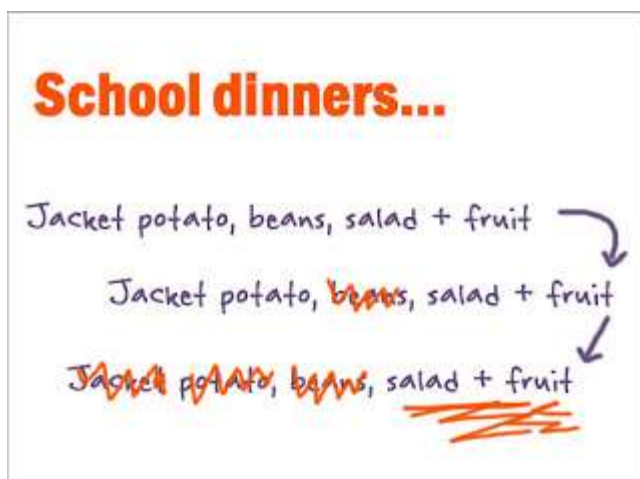 School dinners...
Jacket potato, beans, salad + fruit
Jacket potato, beans, salad + fruit
Jacket potato, beans, salad + fruit